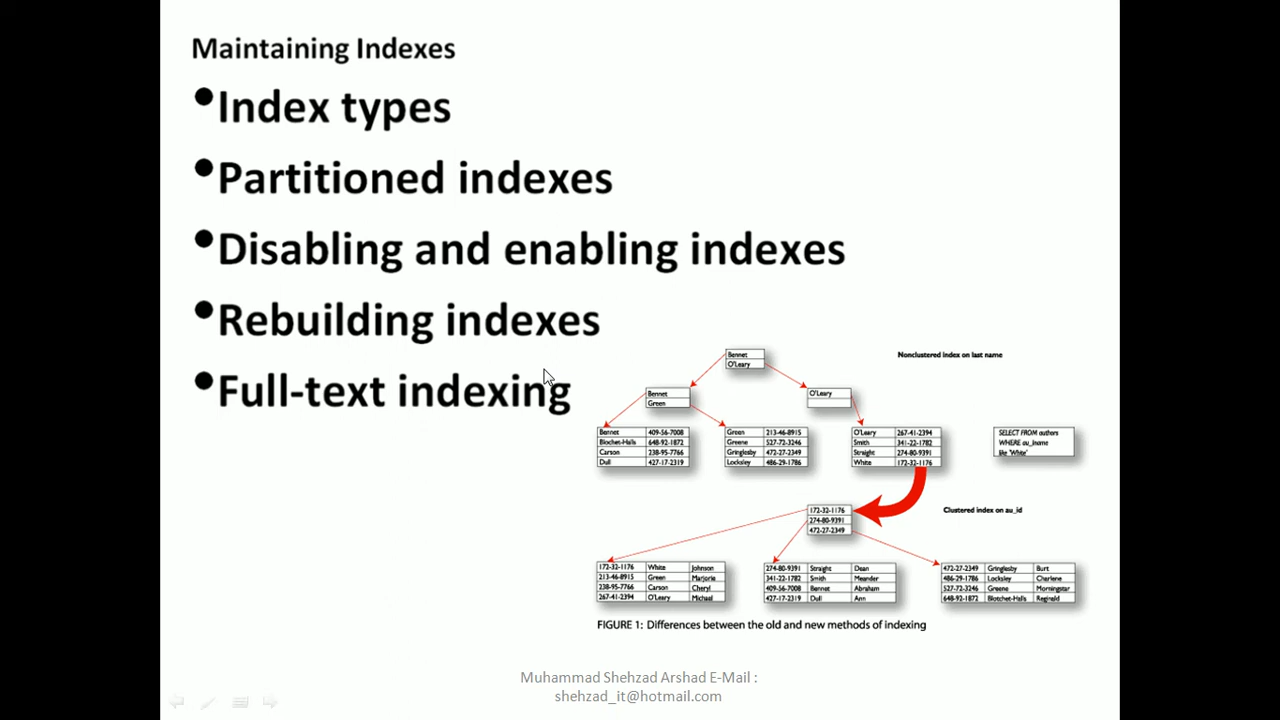 Maintaining Indexes
•Index types
•Partitioned indexes
•Disabling and enabling indexes
•Rebuilding indexes
•Full-text indexing
Bennet
O'Leary
Nonclustered index on last name
Bennet
Green
O'Leary
Bennet 409-56-7008
Blochet-Halls 648-92-1872
Carson 238-95-7766
Dull 427-17-2319
Green 213-46-8915
Greene 527-72-3246
Gringlesby 472-27-2349
Locksley 486-29-1786
O'Leary 267-41-2394
Smith 341-22-1782
Straight 274-80-9391
White 172-32-1176
SELECT FROM authors
WHERE au_lname
like 'White'
172-32-1176
274-80-9391
472-27-2349
Clustered index on au_id
172-32-1176 White Johnson
213-46-8915 Green Marjorie
238-95-7766 Carson Cheryl
267-41-2394 O'Leary Michael
274-80-9391 Straight Dean
341-22-1782 Smith Meander
409-56-7008 Bennet Abraham
427-17-2319 Dull Ann
472-27-2349 Gringlesby Burt
486-29-1786 Locksley Charlene
527-72-3246 Greene Morningstar
648-92-1872 Blotchet-Halls Reginald
FIGURE 1: Differences between the old and new methods of indexing
Muhammad Shehzad Arshad E-Mail :
shehzad_it@hotmail.com